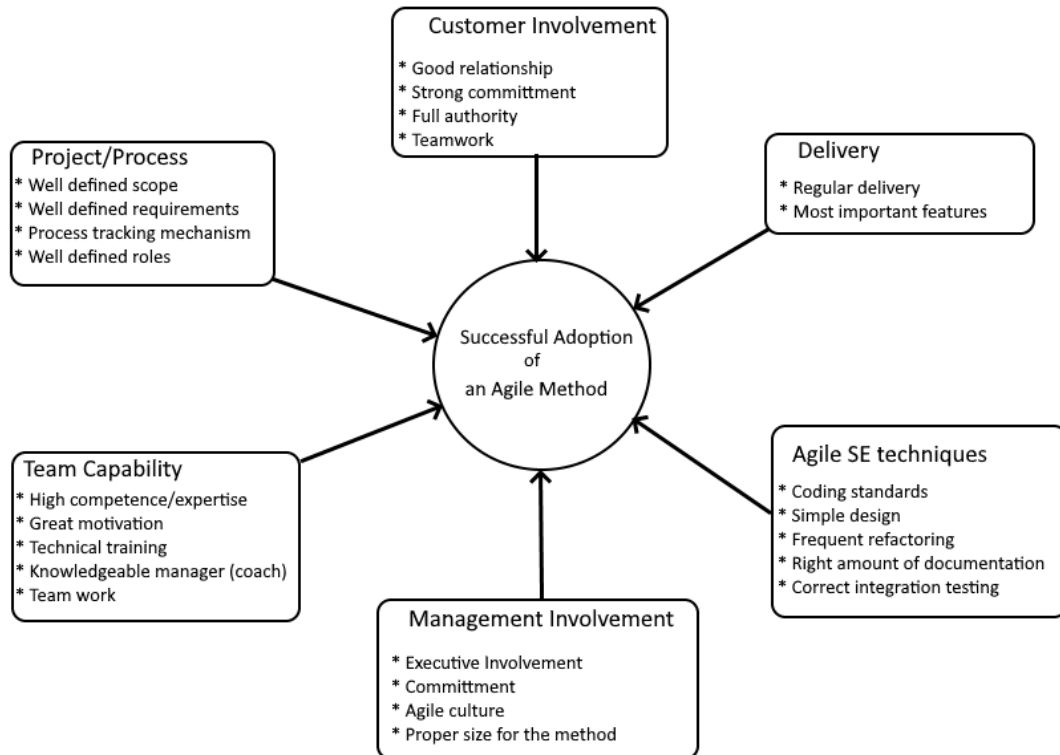 Customer Involvement
* Good relationship
* Strong committment
* Full authority
* Teamwork
Project/Process
* Well defined scope
* Well defined requirements
* Process tracking mechanism
* Well defined roles
Delivery
* Regular delivery
* Most important features
Successful Adoption
of
an Agile Method
Team Capability
* High competence/expertise
* Great motivation
* Technical training
* Knowledgeable manager (coach)
* Team work
Agile SE techniques
* Coding standards
* Simple design
* Frequent refactoring
* Right amount of documentation
* Correct integration testing
Management Involvement
* Executive Involvement
* Committment
* Agile culture
* Proper size for the method